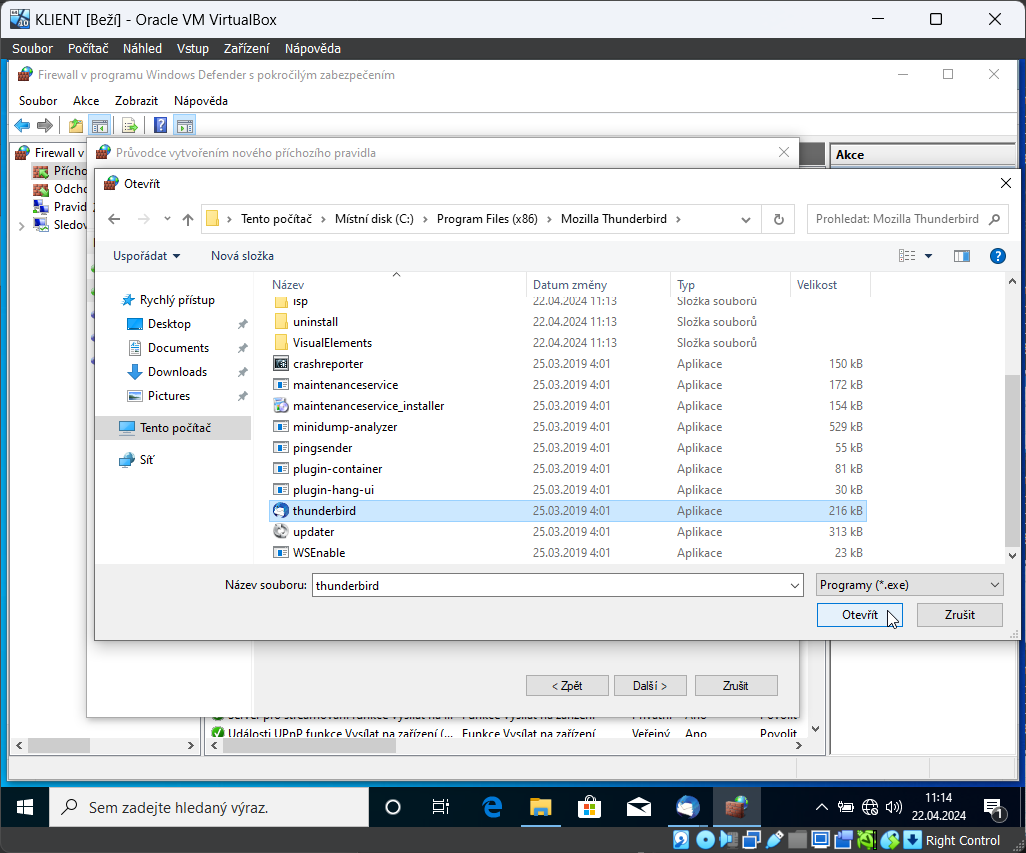 KLIENT [Beží] - Oracle VM VirtualBox
Soubor Počítač Náhled Vstup Zařízení Nápověda
Firewall v programu Windows Defender s pokročilým zabezpečením
Soubor Akce Zobrazit Nápověda
Firewall v
Průvodce vytvořením nového příchozího pravidla
Akce
Přícho
Odcho
Pravid
Sledov
Otevřít
Tento počítač Místní disk (C:) Program Files (x86) Mozilla Thunderbird
Prohledat: Mozilla Thunderbird
Uspořádat Nová složka
Název Datum změny Typ Velikost
Rychlý přístup
Desktop
Documents
Downloads
Pictures
Tento počítač
Síť
isp 22.04.2024 11:13 Složka souborů
uninstall 22.04.2024 11:13 Složka souborů
VisualElements 22.04.2024 11:13 Složka souborů
crashreporter 25.03.2019 4:01 Aplikace 150 kB
maintenanceservice 25.03.2019 4:01 Aplikace 172 kB
maintenanceservice_installer 25.03.2019 4:01 Aplikace 154 kB
minidump-analyzer 25.03.2019 4:01 Aplikace 529 kB
pingsender 25.03.2019 4:01 Aplikace 55 kB
plugin-container 25.03.2019 4:01 Aplikace 81 kB
plugin-hang-ui 25.03.2019 4:01 Aplikace 30 kB
thunderbird 25.03.2019 4:01 Aplikace 216 kB
updater 25.03.2019 4:01 Aplikace 313 kB
WSEnable 25.03.2019 4:01 Aplikace 23 kB
Název souboru: thunderbird Programy (*.exe)
Otevřít Zrušit
< Zpět Další > Zrušit
Server pro streamování funkce Vysílat na ... Funkce Vysílat na zařízení Privátní Ano Povolit
Události UPnP funkce Vysílat na zařízení (... Funkce Vysílat na zařízení Veřejný Ano Povolit
Sem zadejte hledaný výraz.
11:14
22.04.2024
1
Right Control